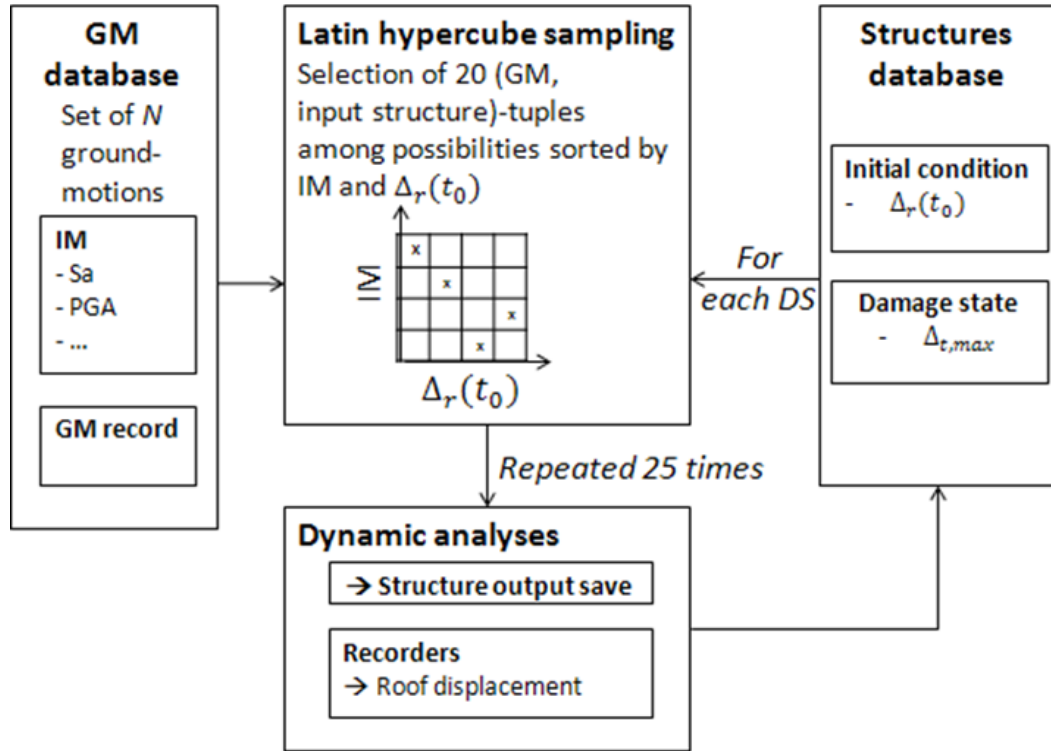 GM
database
Set of N
ground-
motions
IM
- Sa
- PGA
- ...
GM record
Latin hypercube sampling
Selection of 20 (GM,
input structure)-tuples
among possibilities sorted by
IM and Δr(t0)
IM
x
x
x
x
Δr(t0)
For
each DS
Structures
database
Initial condition
- Δr(t0)
Damage state
- Δt,max
Repeated 25 times
Dynamic analyses
→ Structure output save
Recorders
→ Roof displacement